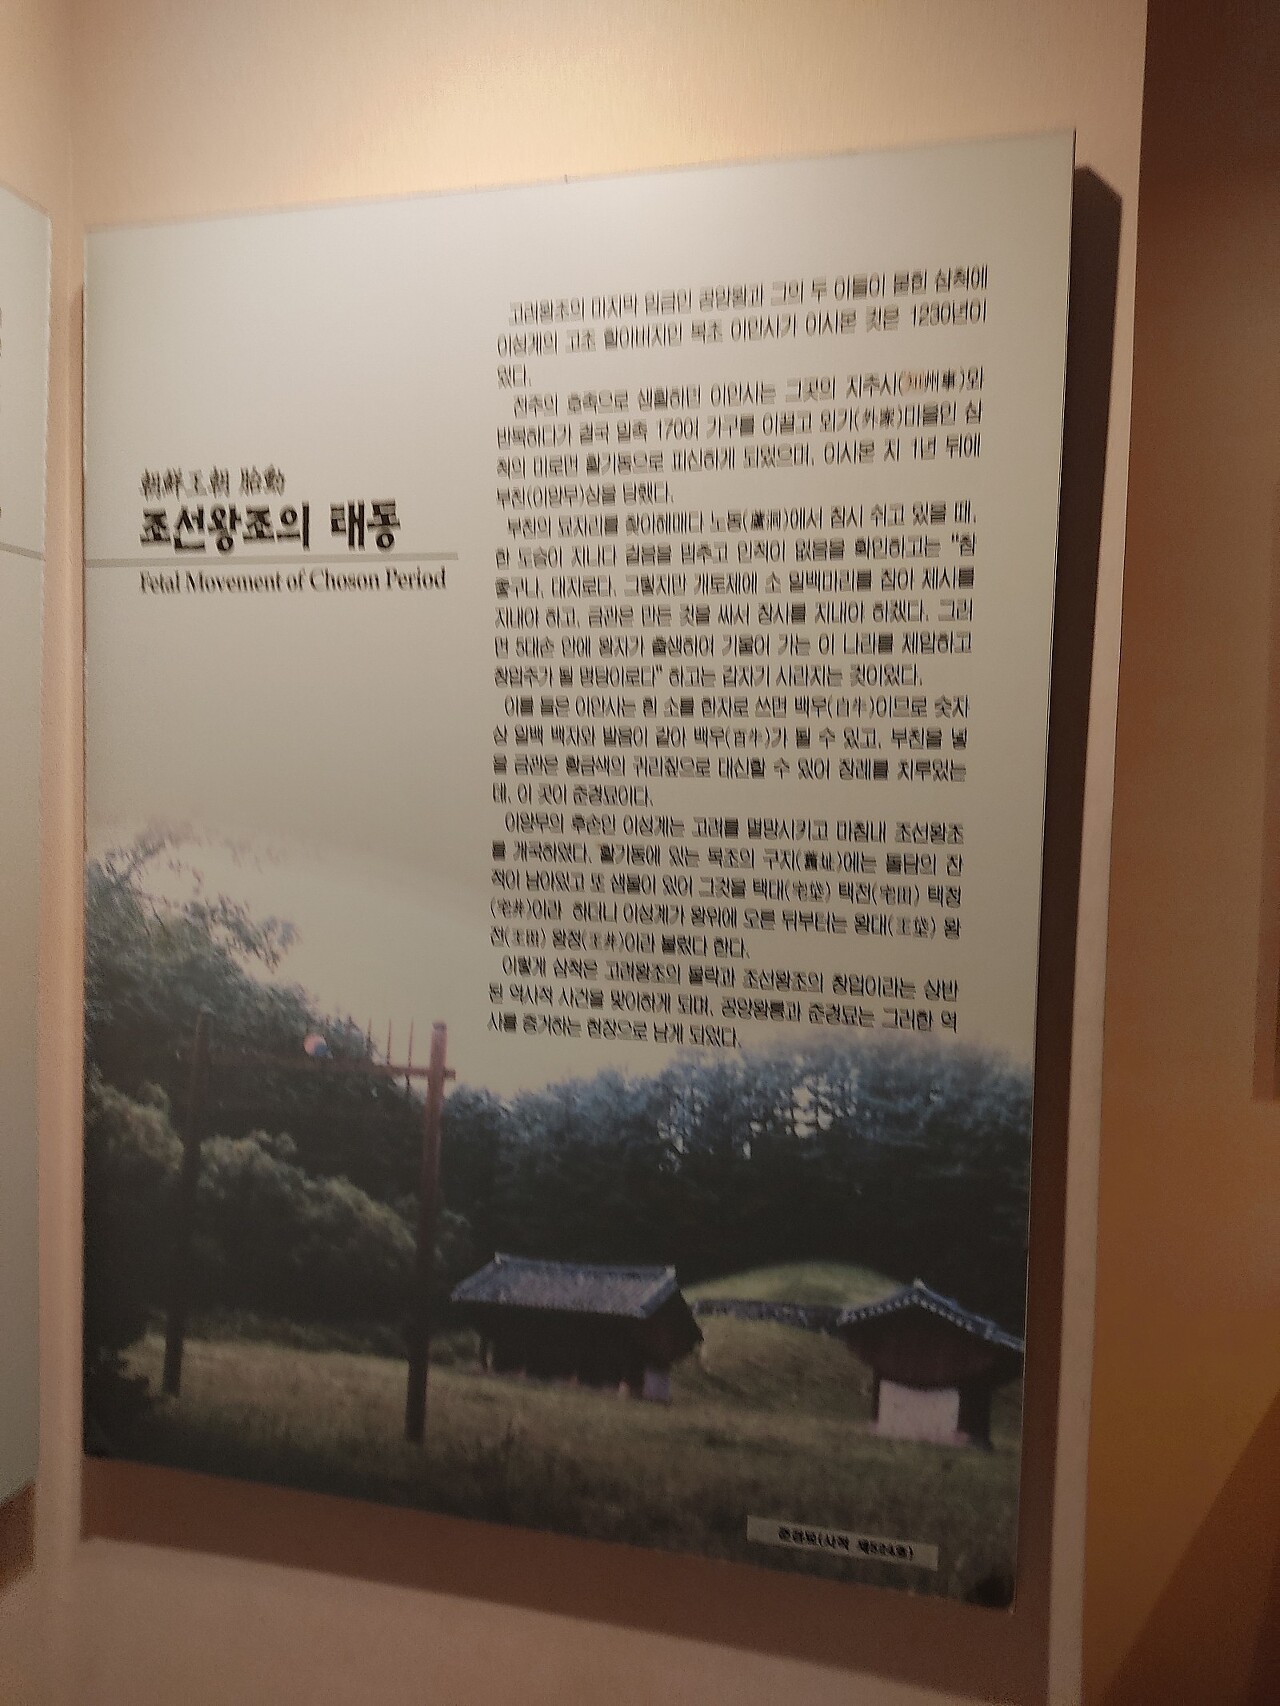 朝鮮王朝 胎動
조선왕조의 태동
Fetal Movement of Choson Period
고려왕조의 마지막 임금인 공양왕과 그의 두 아들이 묻힌 삼척에
이성계의 고조 할아버지인 목조 이안사가 이사온 것은 1230년이
었다.
전주의 호족으로 생활하던 이안사는 그곳의 지주사(知州事)와
반목하다가 결국 일족 170여 가구를 이끌고 외가(外家)마을인 삼
척의 미로면 활기동으로 피신하게 되었으며, 이사온 지 1년 뒤에
부친(이양무)상을 당했다.
부친의 묘자리를 찾아헤매다 노동(蘆洞)에서 잠시 쉬고 있을 때,
한 도승이 지나다 걸음을 멈추고 인적이 없음을 확인하고는 "참
좋구나, 대지로다. 그렇지만 개토제에 소 일백마리를 잡아 제사를
지내야 하고, 금관은 만든 것을 싸서 장사를 지내야 하겠다. 그러
면 5대손 안에 왕자가 출생하여 기울어 가는 이 나라를 제압하고
창업주가 될 명당이로다" 하고는 갑자기 사라지는 것이었다.
이를 들은 이안사는 흰 소를 한자로 쓰면 백우(白牛)이므로 숫자
상 일백 백자와 발음이 같아 백우(百牛)가 될 수 있고, 부친을 넣
을 금관은 황금색의 귀리짚으로 대신할 수 있어 장례를 치루었는
데, 이 곳이 준경묘이다.
이양무의 후손인 이성계는 고려를 멸망시키고 마침내 조선왕조
를 개국하였다. 활기동에 있는 목조의 구지(舊址)에는 돌담의 잔
적이 남아있고 또 샘물이 있어 그것을 택대(宅垈) 택전(宅田) 택정
(宅井)이라 하더니 이성계가 왕위에 오른 뒤부터는 왕대(王垈) 왕
전(王田) 왕정(王井)이라 불렀다 한다.
이렇게 삼척은 고려왕조의 몰락과 조선왕조의 창업이라는 상반
된 역사적 사건을 맞이하게 되며, 공양왕릉과 준경묘는 그러한 역
사를 증거하는 현장으로 남게 되었다.
준경묘(사적 제524호)